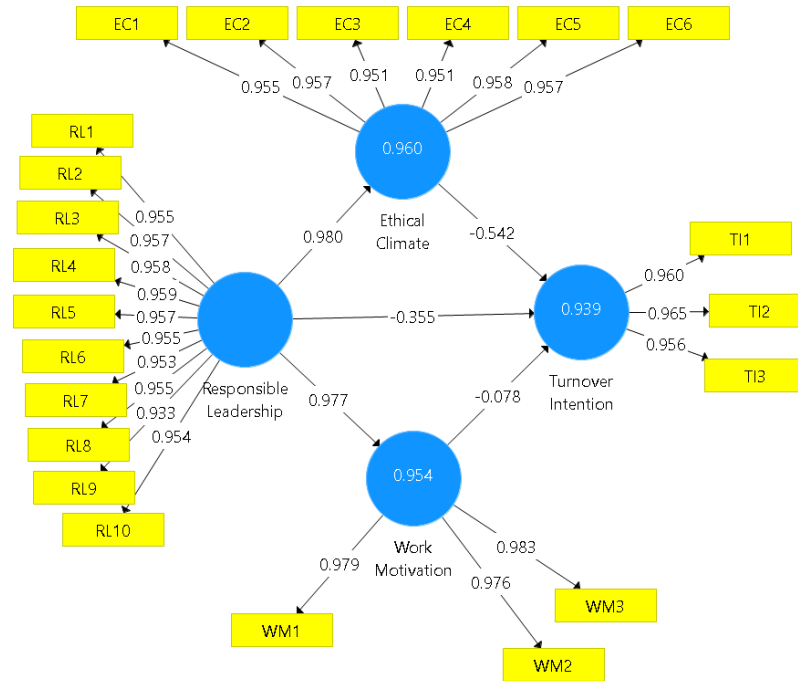 EC1 EC2 EC3 EC4 EC5 EC6
0.955 0.957 0.951 0.951 0.958 0.957
0.960
Ethical
Climate
RL1
RL2
RL3
RL4
RL5
RL6
RL7
RL8
RL9
RL10
0.955
0.957
0.958
0.959
0.957
0.955
0.953
0.955
0.933
0.954
Responsible
Leadership
0.980
-0.542
-0.355
0.977
-0.078
0.939
Turnover
Intention
0.960
0.965
0.956
TI1
TI2
TI3
0.954
Work
Motivation
0.979
0.976
0.983
WM1
WM2
WM3